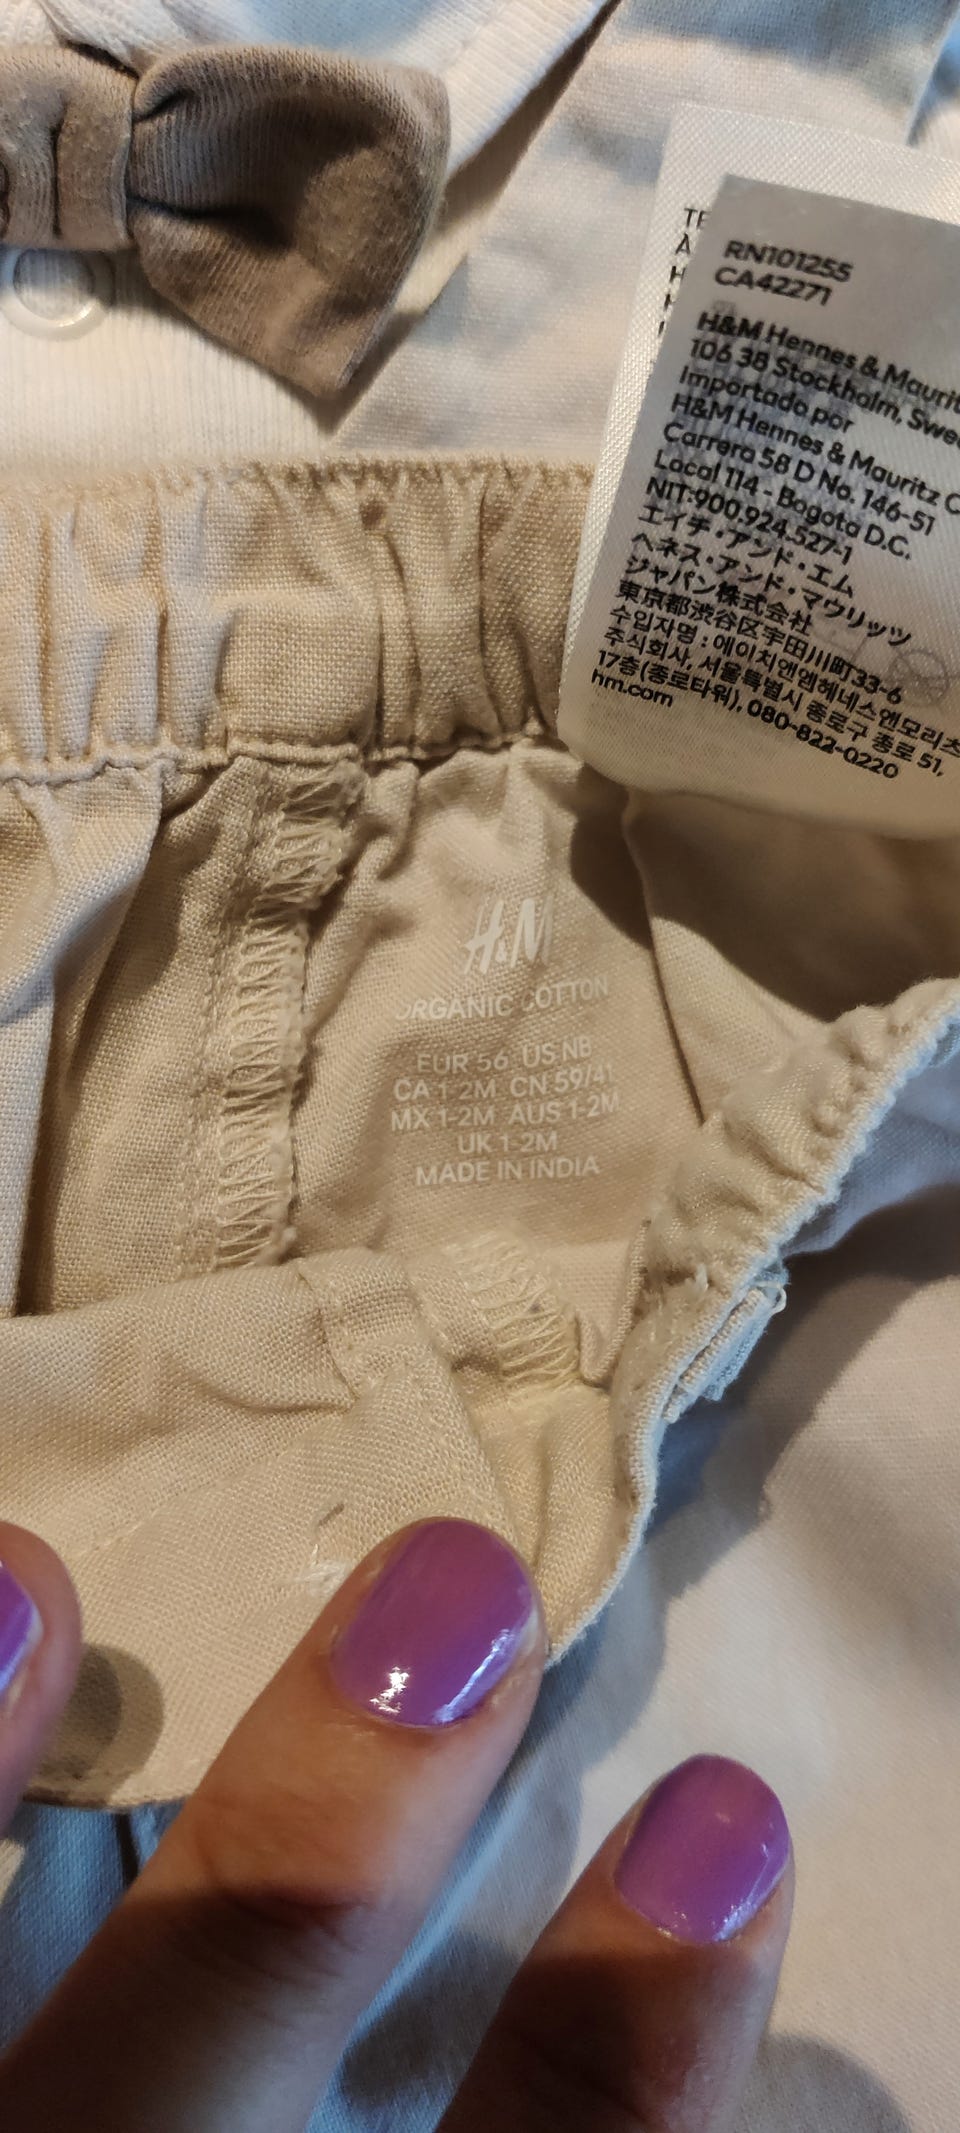 RN101255
CA42271
H&M Hennes & Mauritz
106 38 Stockholm,
Importado por
H&M Hennes & Mauritz
Carrera 58 D No. 146-51
Local 114 - Bogota D.C.
NIT:900.924.527-1
エイチ・アンド・エム
ヘネス・アンド・マウリッツ
ジャパン株式会社
東京都渋谷区宇田川町33-6
수입자명 : 에이치앤엠헤네스앤모리츠
주식회사, 서울특별시 종로구 종로 51,
17층(종로타워), 080-822-0220
hm.com
H&M
ORGANIC COTTON
EUR 56 US NB
CA 1-2M CN 59/41
MX 1-2M AUS 1-2M
UK 1-2M
MADE IN INDIA